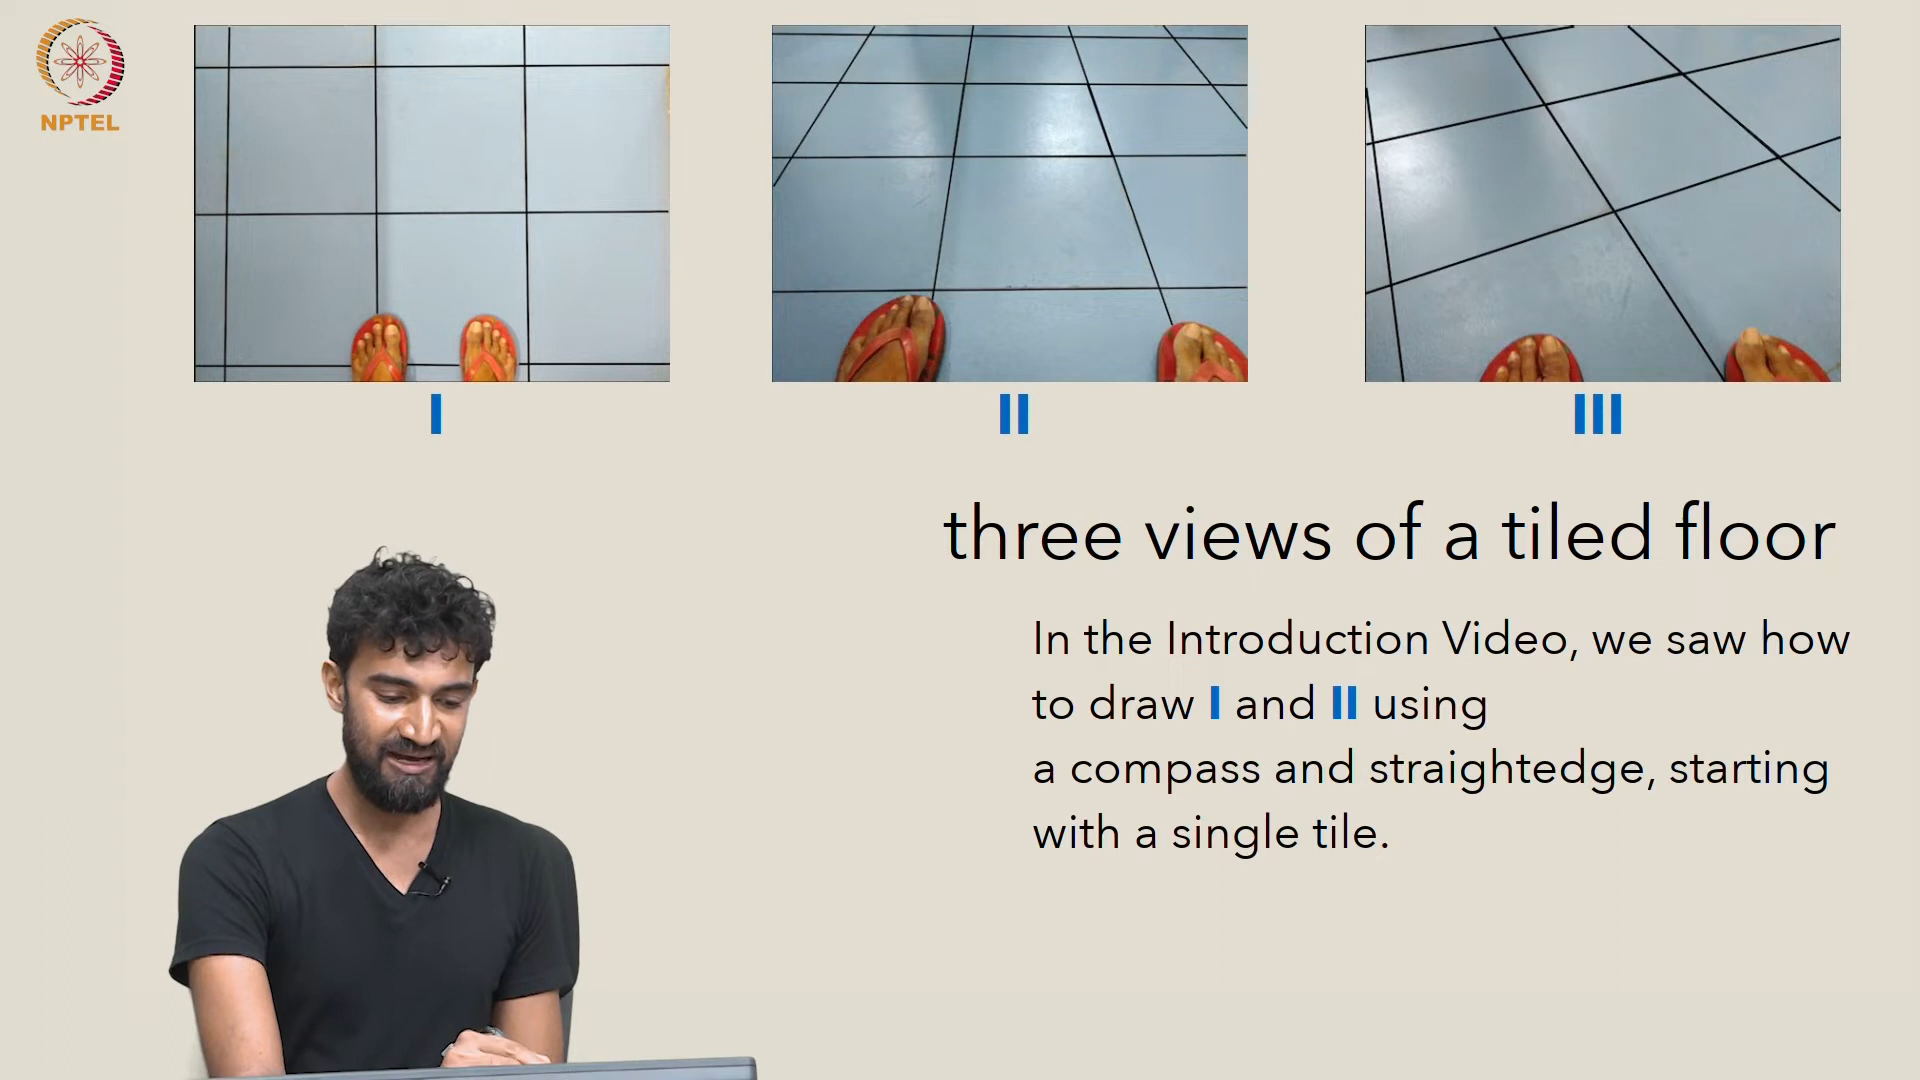 NPTEL
I
II
III
three views of a tiled floor
In the Introduction Video, we saw how
to draw I and II using
a compass and straightedge, starting
with a single tile.